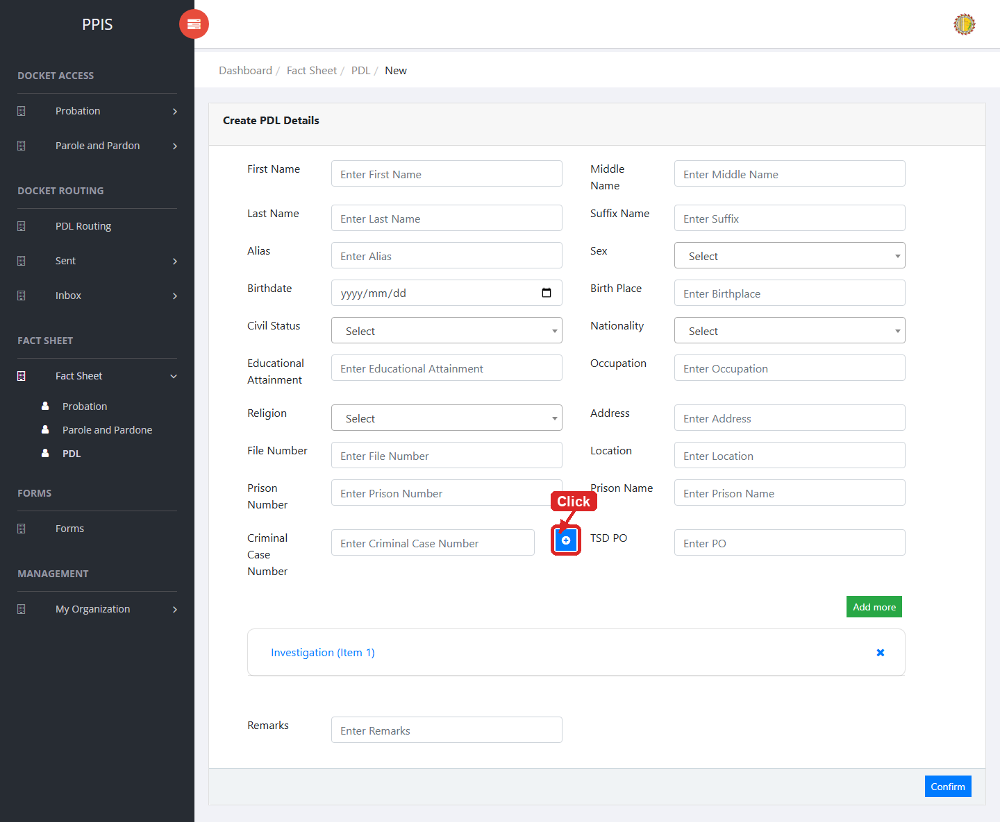 PPIS
DOCKET ACCESS
Probation
Parole and Pardon
DOCKET ROUTING
PDL Routing
Sent
Inbox
FACT SHEET
Fact Sheet
Probation
Parole and Pardone
PDL
FORMS
Forms
MANAGEMENT
My Organization
Dashboard / Fact Sheet / PDL / New
Create PDL Details
First Name
Enter First Name
Middle
Name
Enter Middle Name
Last Name
Enter Last Name
Suffix Name
Enter Suffix
Alias
Enter Alias
Sex
Select
Birthdate
yyyy/mm/dd
Birth Place
Enter Birthplace
Civil Status
Select
Nationality
Select
Educational
Attainment
Enter Educational Attainment
Occupation
Enter Occupation
Religion
Select
Address
Enter Address
File Number
Enter File Number
Location
Enter Location
Prison
Number
Enter Prison Number
Prison Name
Enter Prison Name
Click
Criminal
Case
Number
Enter Criminal Case Number
TSD PO
Enter PO
Add more
Investigation (Item 1)
Remarks
Enter Remarks
Confirm